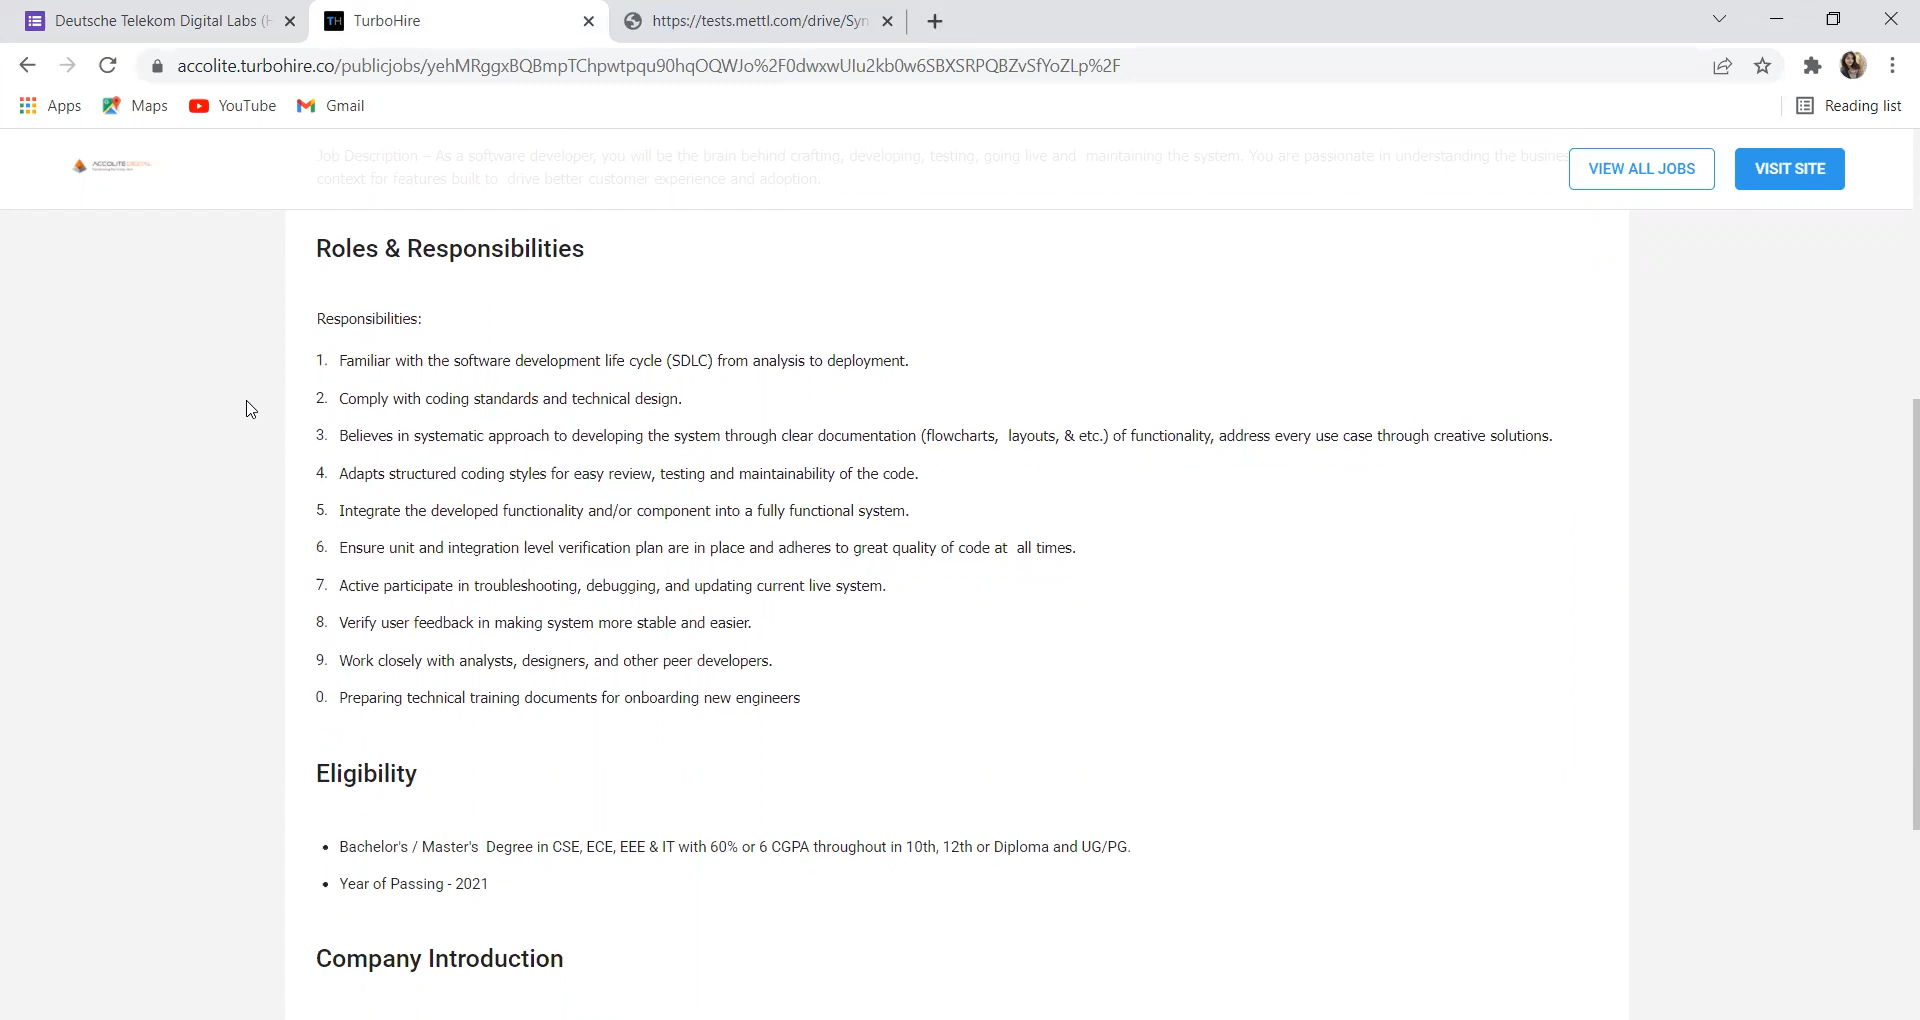 Deutsche Telekom Digital Labs (H
TurboHire
https://tests.mettl.com/drive/Syn
accolite.turbohire.co/publicjobs/yehMRggxBQBmpTChpwtpqu90hqOQWJo%2F0dwxwUIu2kb0w6SBXSRPQBZvSfYoZLp%2F
Apps
Maps
YouTube
Gmail
Reading list
ACCOLITE DIGITAL
Job Description – As a software developer, you will be the brain behind crafting, developing, testing, going live and maintaining the system. You are passionate in understanding the busines
context for features built to drive better customer experience and adoption.
VIEW ALL JOBS
VISIT SITE
Roles & Responsibilities
Responsibilities:
1. Familiar with the software development life cycle (SDLC) from analysis to deployment.
2. Comply with coding standards and technical design.
3. Believes in systematic approach to developing the system through clear documentation (flowcharts, layouts, & etc.) of functionality, address every use case through creative solutions.
4. Adapts structured coding styles for easy review, testing and maintainability of the code.
5. Integrate the developed functionality and/or component into a fully functional system.
6. Ensure unit and integration level verification plan are in place and adheres to great quality of code at all times.
7. Active participate in troubleshooting, debugging, and updating current live system.
8. Verify user feedback in making system more stable and easier.
9. Work closely with analysts, designers, and other peer developers.
0. Preparing technical training documents for onboarding new engineers
Eligibility
• Bachelor's / Master's Degree in CSE, ECE, EEE & IT with 60% or 6 CGPA throughout in 10th, 12th or Diploma and UG/PG.
• Year of Passing - 2021
Company Introduction